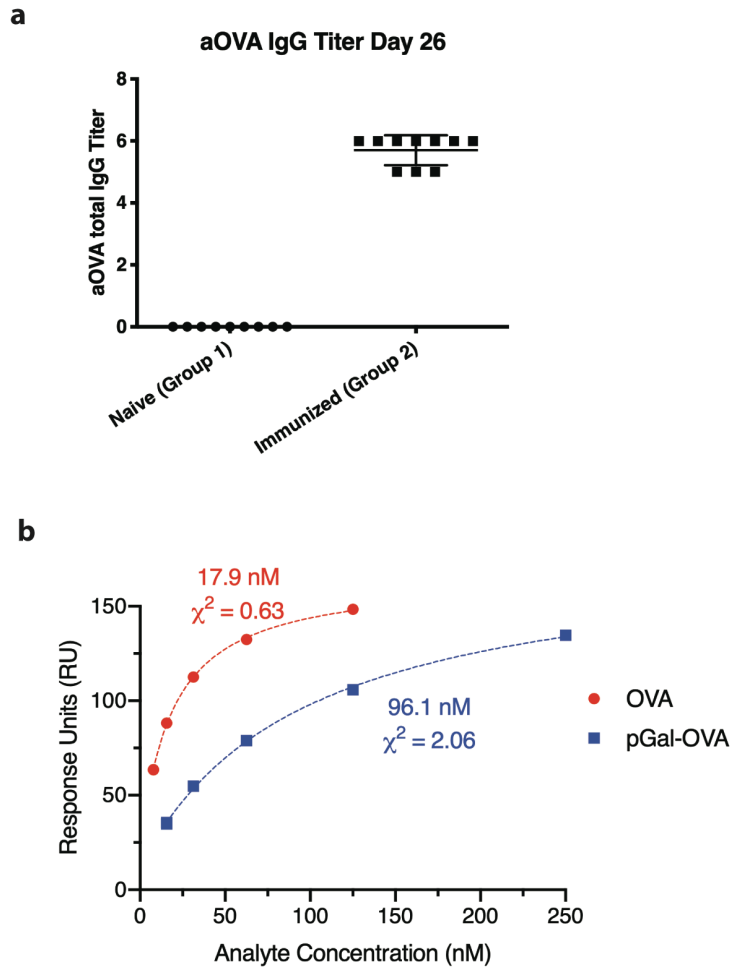 a
aOVA IgG Titer Day 26
aOVA total IgG Titer
8
6
4
2
0
Naive (Group 1)
Immunized (Group 2)
b
Response Units (RU)
150
100
50
0
17.9 nM
χ² = 0.63
96.1 nM
χ² = 2.06
OVA
pGal-OVA
0 50 100 150 200 250
Analyte Concentration (nM)